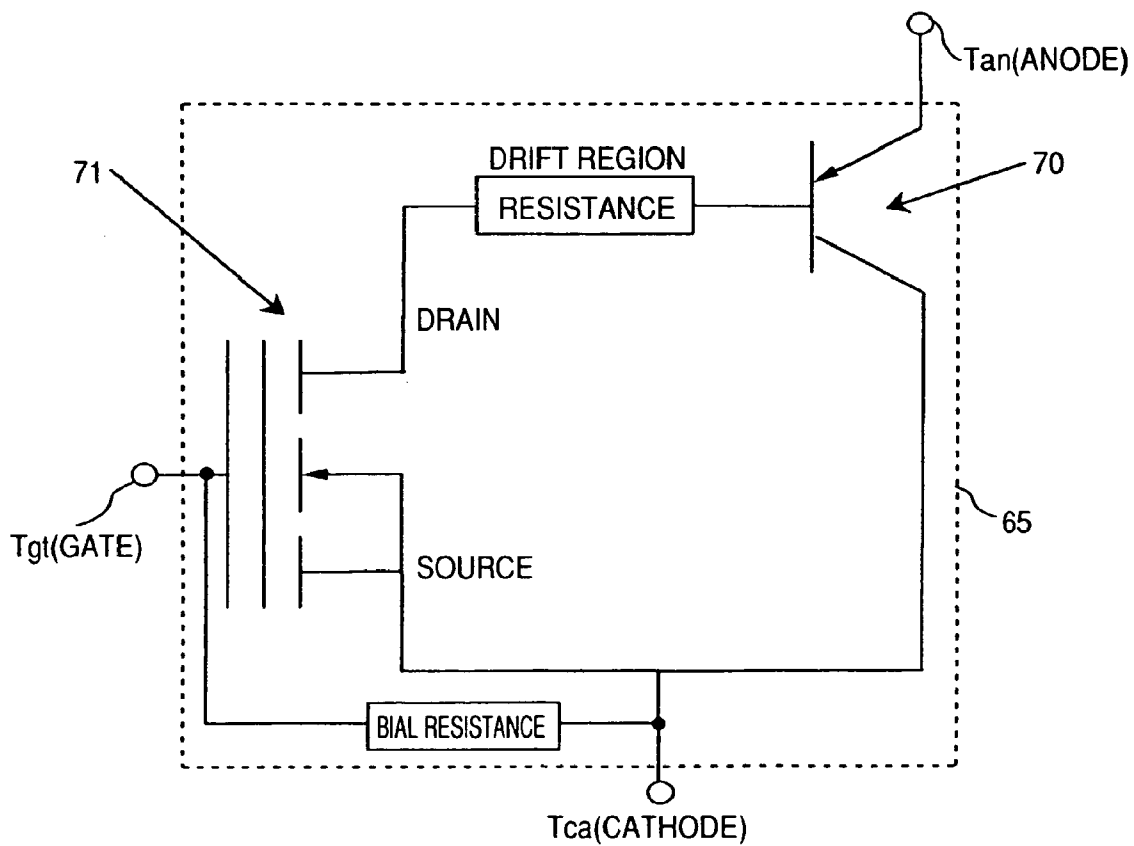 Tan(ANODE)
71
DRIFT REGION
RESISTANCE
70
DRAIN
65
Tgt(GATE)
SOURCE
BIAL RESISTANCE
Tca(CATHODE)